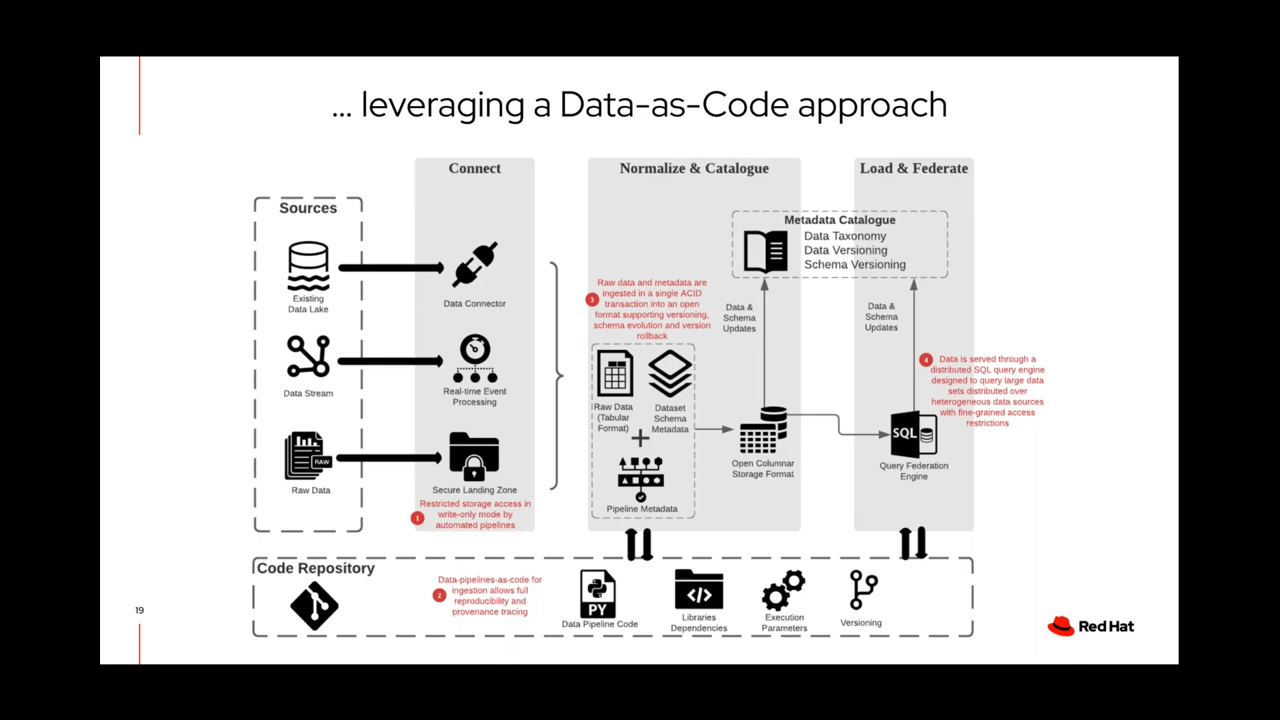 ... leveraging a Data-as-Code approach
Connect
Normalize & Catalogue
Load & Federate
Sources
Existing
Data Lake
Data Stream
RAW
Raw Data
Data Connector
Real-time Event
Processing
Secure Landing Zone
1
Restricted storage access in
write-only mode by
automated pipelines
3
Raw data and metadata are
ingested in a single ACID
transaction into an open
format supporting versioning,
schema evolution and version
rollback
Raw Data
(Tabular
Format)
Dataset
Schema
Metadata
Pipeline Metadata
Metadata Catalogue
Data Taxonomy
Data Versioning
Schema Versioning
Data &
Schema
Updates
Data &
Schema
Updates
Open Columnar
Storage Format
4
Data is served through a
distributed SQL query engine
designed to query large data
sets distributed over
heterogeneous data sources
with fine-grained access
restrictions
SQL
Query Federation
Engine
Code Repository
2
Data-pipelines-as-code for
ingestion allows full
reproducibility and
provenance tracing
PY
Data Pipeline Code
Libraries
Dependencies
Execution
Parameters
Versioning
19
Red Hat